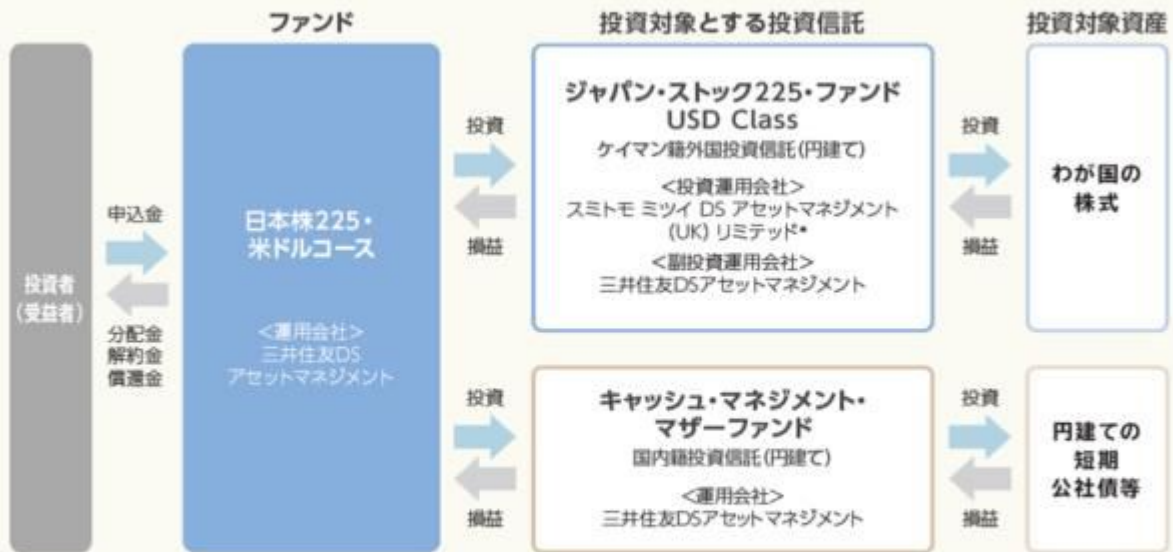 ファンド
投資対象とする投資信託
投資対象資産
投資者
(受益者)
申込金
分配金
解約金
償還金
日本株225・
米ドルコース
<運用会社>
三井住友DS
アセットマネジメント
投資
損益
ジャパン・ストック225・ファンド
USD Class
ケイマン籍外国投資信託(円建て)
<投資運用会社>
スミトモ ミツイ DS アセットマネジメント
(UK) リミテッド*
<副投資運用会社>
三井住友DSアセットマネジメント
投資
損益
わが国の
株式
投資
損益
キャッシュ・マネジメント・
マザーファンド
国内籍投資信託(円建て)
<運用会社>
三井住友DSアセットマネジメント
投資
損益
円建ての
短期
公社債等